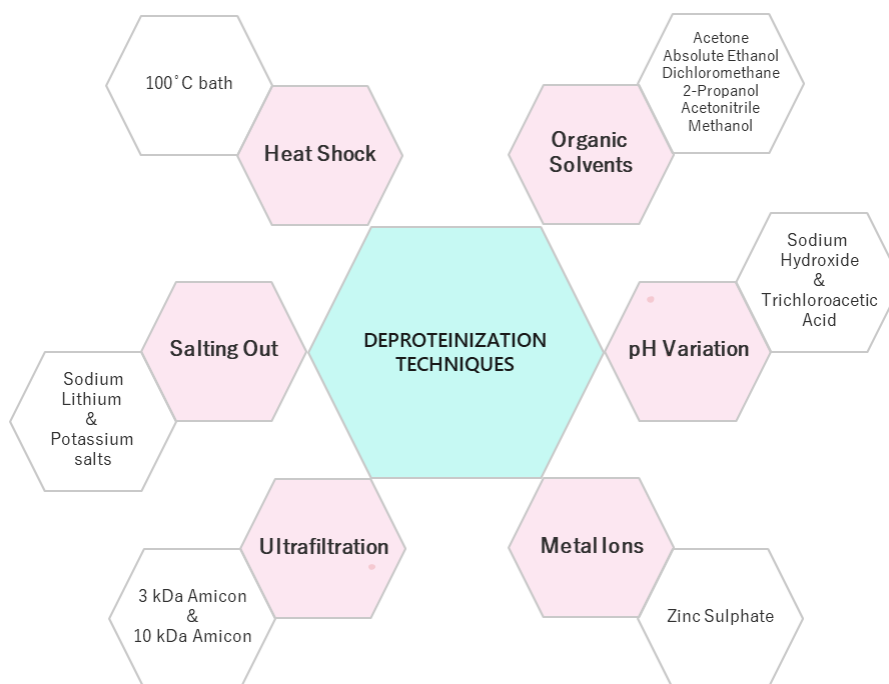 100°C bath
Heat Shock
Acetone
Absolute Ethanol
Dichloromethane
2-Propanol
Acetonitrile
Methanol
Organic
Solvents
Sodium
Hydroxide
&
Trichloroacetic
Acid
pH Variation
DEPROTEINIZATION
TECHNIQUES
Salting Out
Sodium
Lithium
&
Potassium
salts
Ultrafiltration
3 kDa Amicon
&
10 kDa Amicon
Metal Ions
Zinc Sulphate